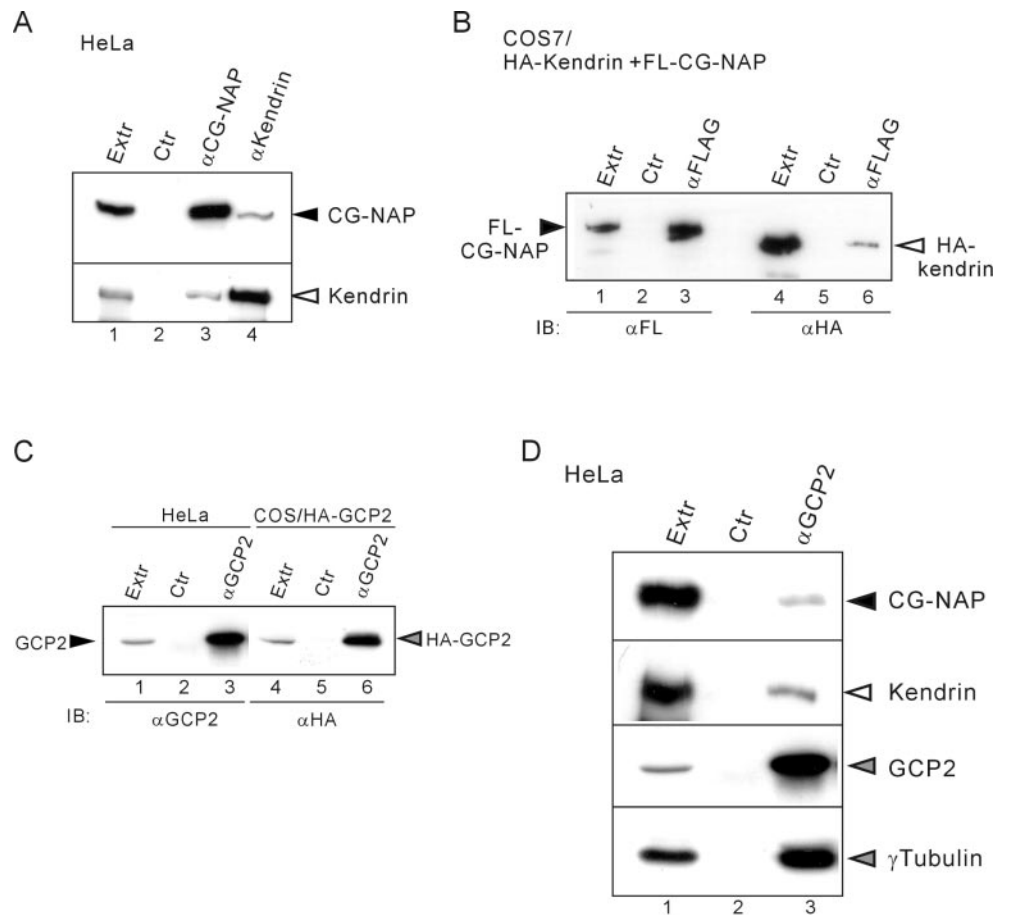 A
HeLa
Extr
Ctr
αCG-NAP
αKendrin
CG-NAP
Kendrin
1 2 3 4
B
COS7/
HA-Kendrin +FL-CG-NAP
Extr
Ctr
αFLAG
Extr
Ctr
αFLAG
FL-
CG-NAP
HA-
kendrin
1 2 3 4 5 6
IB: αFL αHA
C
HeLa COS/HA-GCP2
Extr
Ctr
αGCP2
Extr
Ctr
αGCP2
GCP2 HA-GCP2
1 2 3 4 5 6
IB: αGCP2 αHA
D
HeLa
Extr
Ctr
αGCP2
CG-NAP
Kendrin
GCP2
γTubulin
1 2 3